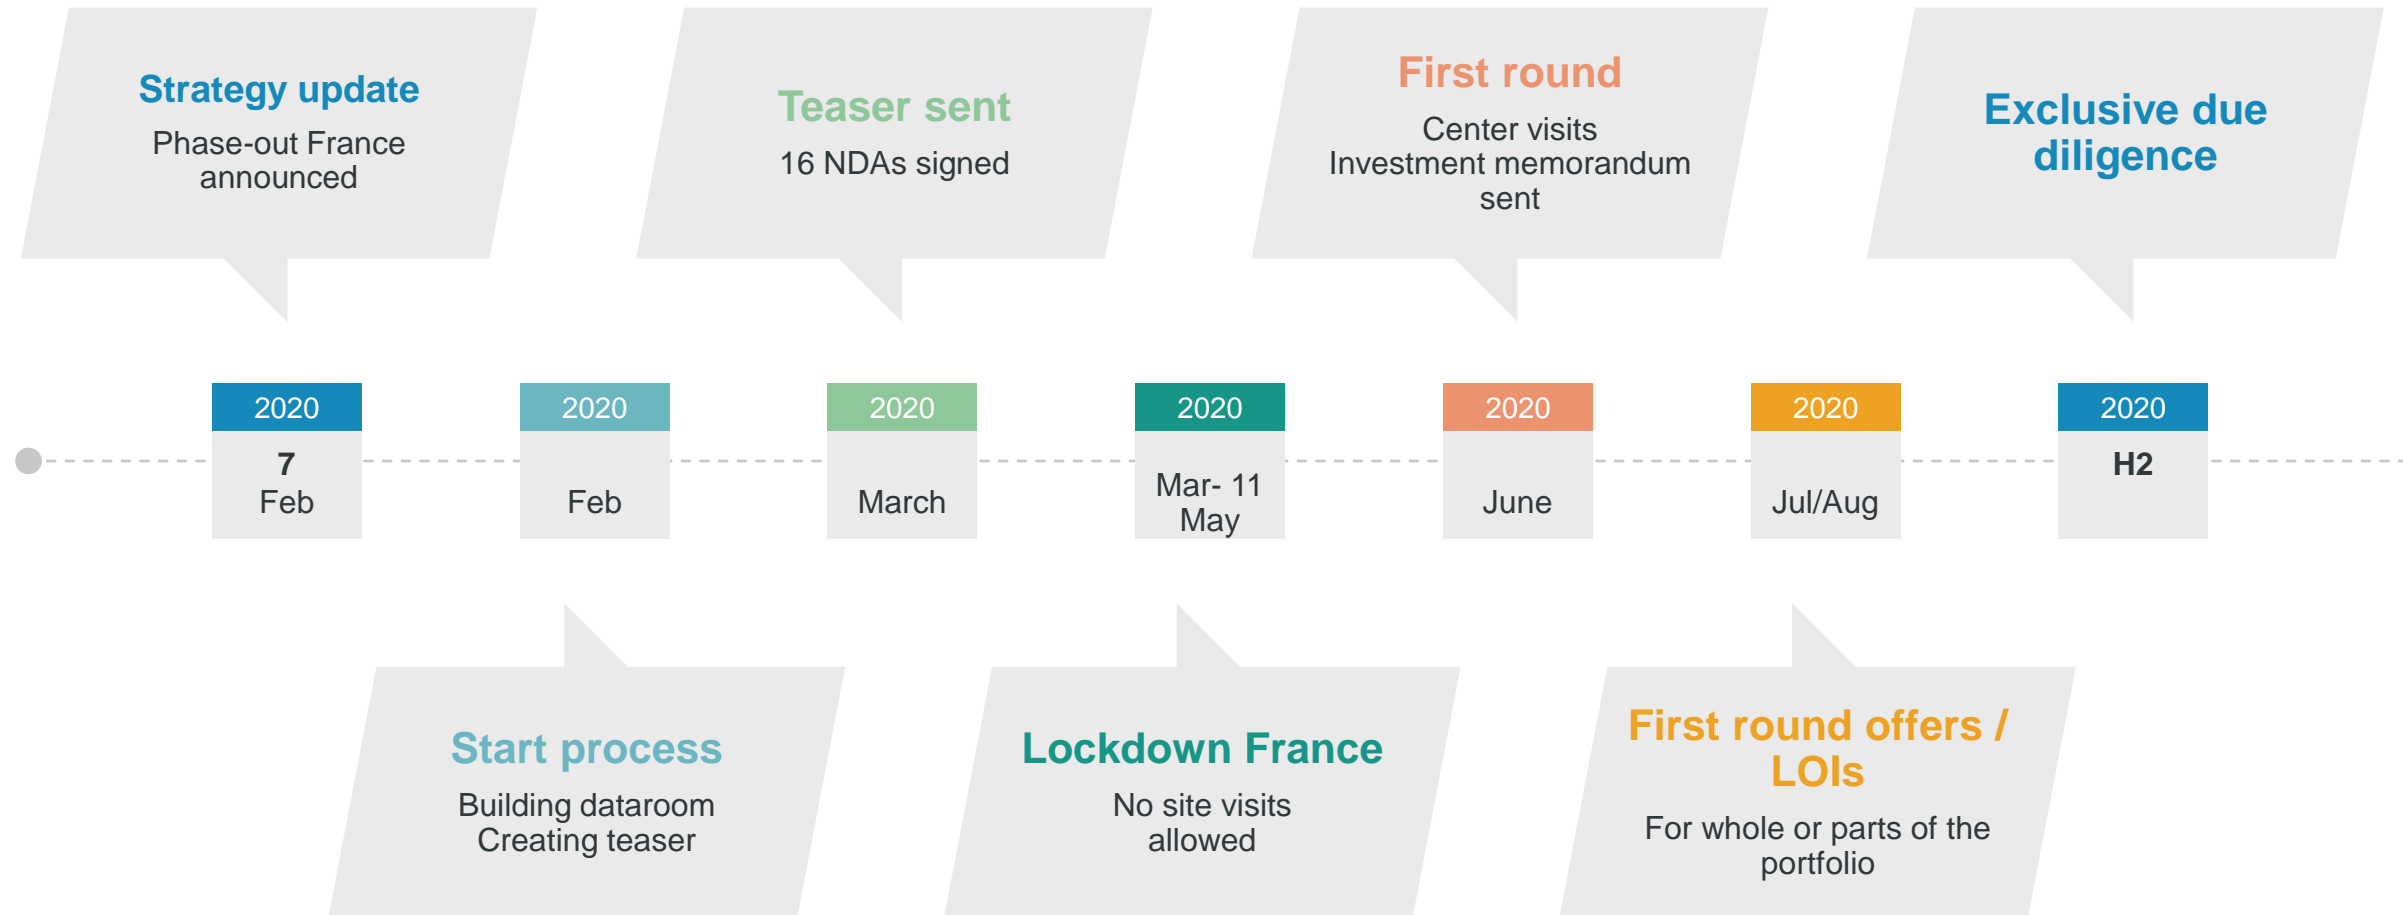 Strategy update
Phase-out France
announced
Teaser sent
16 NDAs signed
First round
Center visits
Investment memorandum
sent
Exclusive due
diligence
2020
7
Feb
2020
Feb
2020
March
2020
Mar- 11
May
2020
June
2020
Jul/Aug
2020
H2
Start process
Building dataroom
Creating teaser
Lockdown France
No site visits
allowed
First round offers /
LOIs
For whole or parts of the
portfolio